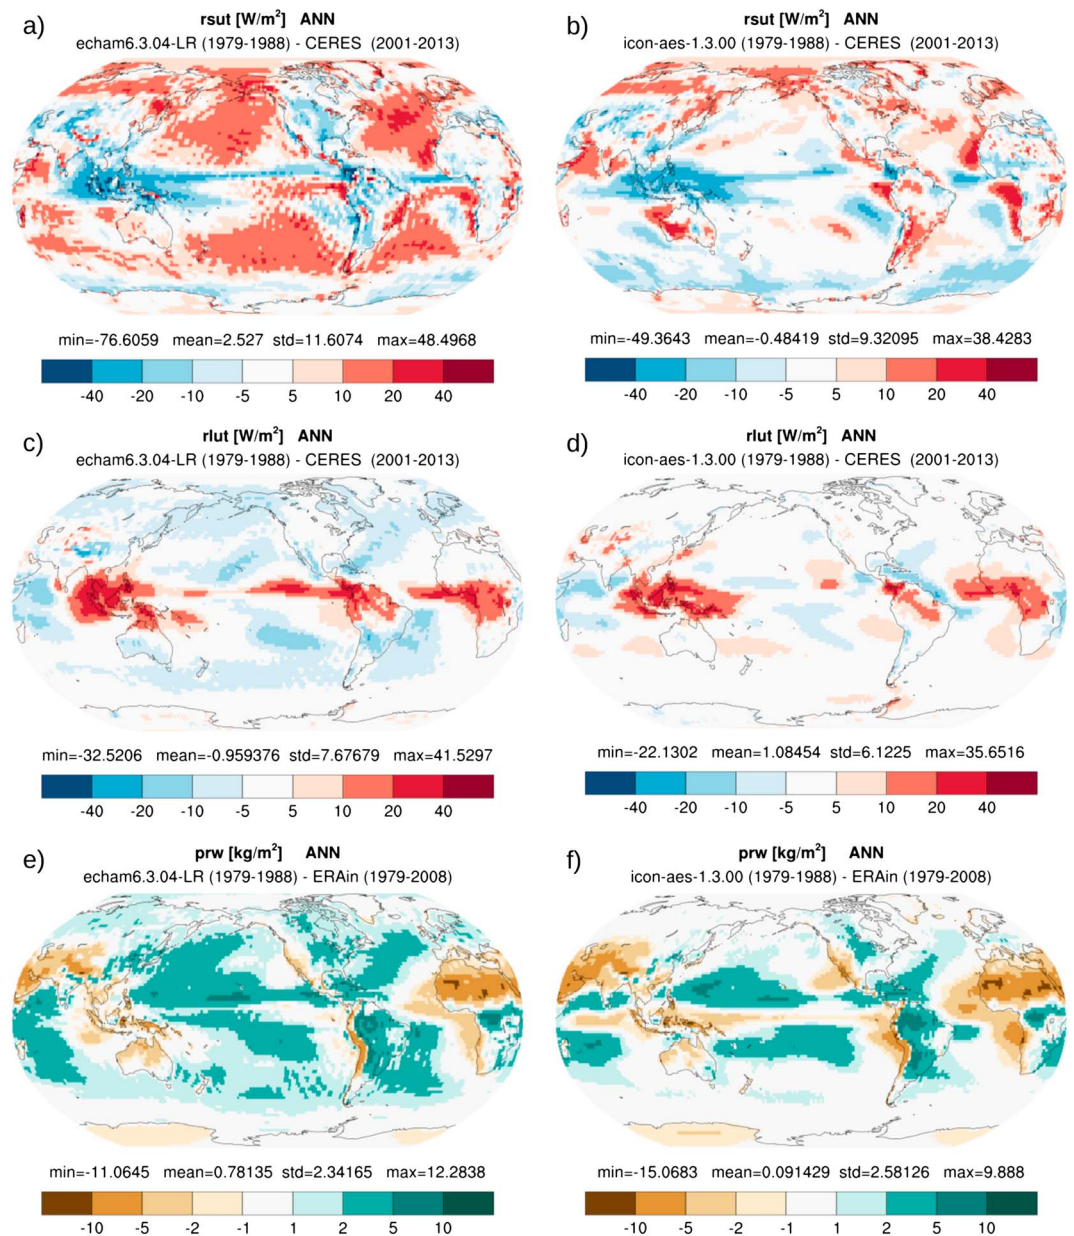 a)
rsut [W/m²] ANN
echam6.3.04-LR (1979-1988) - CERES (2001-2013)
min=-76.6059 mean=2.527 std=11.6074 max=48.4968
-40 -20 -10 -5 5 10 20 40
b)
rsut [W/m²] ANN
icon-aes-1.3.00 (1979-1988) - CERES (2001-2013)
min=-49.3643 mean=-0.48419 std=9.32095 max=38.4283
-40 -20 -10 -5 5 10 20 40
c)
rlut [W/m²] ANN
echam6.3.04-LR (1979-1988) - CERES (2001-2013)
min=-32.5206 mean=-0.959376 std=7.67679 max=41.5297
-40 -20 -10 -5 5 10 20 40
d)
rlut [W/m²] ANN
icon-aes-1.3.00 (1979-1988) - CERES (2001-2013)
min=-22.1302 mean=1.08454 std=6.1225 max=35.6516
-40 -20 -10 -5 5 10 20 40
e)
prw [kg/m²] ANN
echam6.3.04-LR (1979-1988) - ERAin (1979-2008)
min=-11.0645 mean=0.78135 std=2.34165 max=12.2838
-10 -5 -2 -1 1 2 5 10
f)
prw [kg/m²] ANN
icon-aes-1.3.00 (1979-1988) - ERAin (1979-2008)
min=-15.0683 mean=0.091429 std=2.58126 max=9.888
-10 -5 -2 -1 1 2 5 10